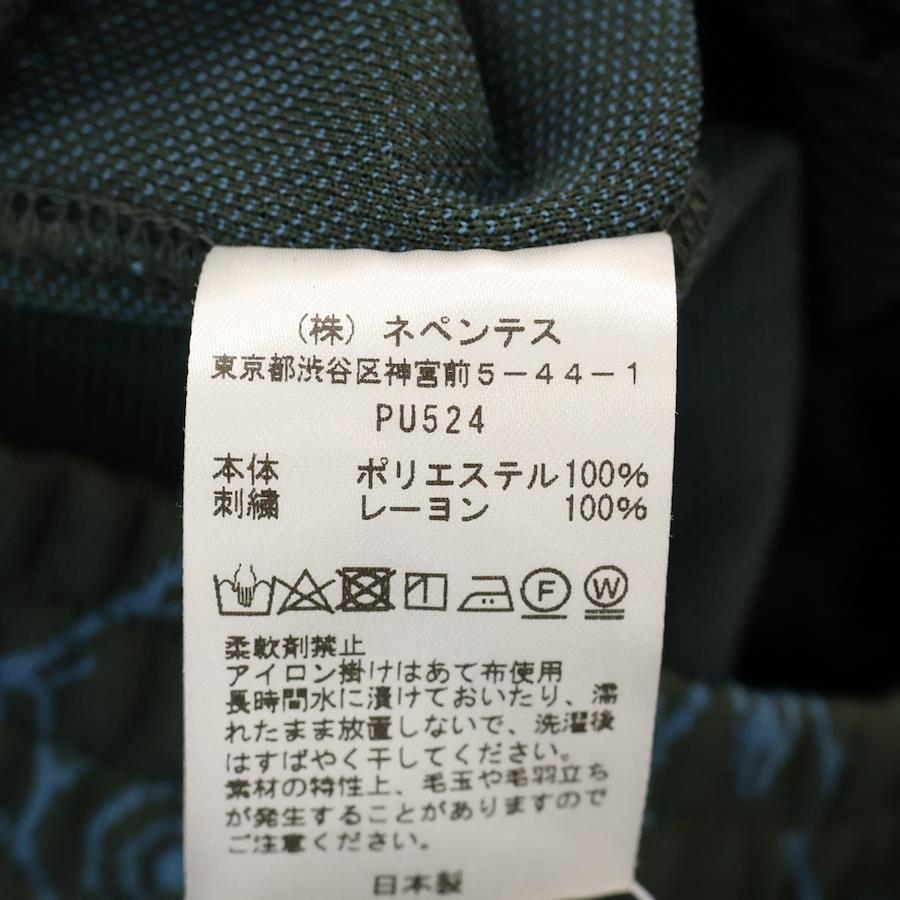 (株) ネペンテス
東京都渋谷区神宮前5-44-1
PU524
本体 ポリエステル100%
刺繍 レーヨン 100%
F W
柔軟剤禁止
アイロン掛けはあて布使用
長時間水に漬けておいたり、濡
れたまま放置しないで、洗濯後
はすばやく干してください。
素材の特性上、毛玉や毛羽立ち
が発生することがありますので
ご注意ください。
日本製